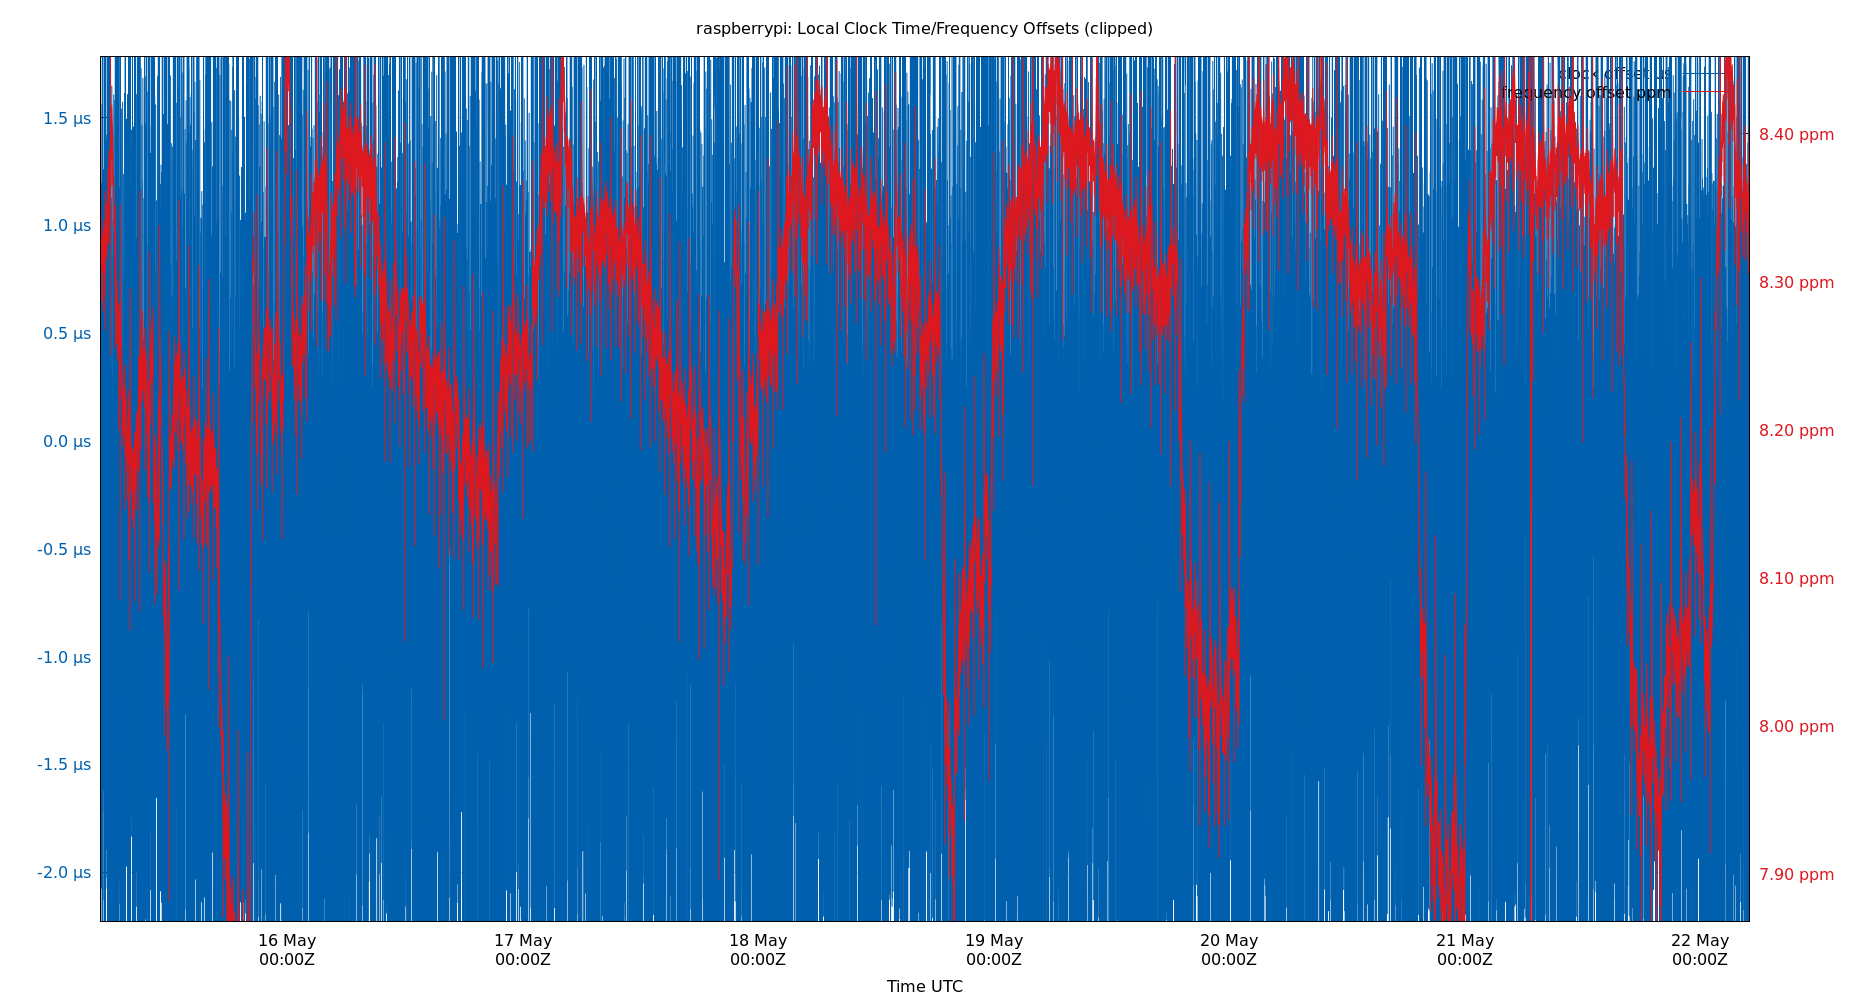 raspberrypi: Local Clock Time/Frequency Offsets (clipped)
clock offset us
frequency offset ppm
1.5 µs
1.0 µs
0.5 µs
0.0 µs
-0.5 µs
-1.0 µs
-1.5 µs
-2.0 µs
8.40 ppm
8.30 ppm
8.20 ppm
8.10 ppm
8.00 ppm
7.90 ppm
16 May 17 May 18 May 19 May 20 May 21 May 22 May
00:00Z 00:00Z 00:00Z 00:00Z 00:00Z 00:00Z 00:00Z
Time UTC